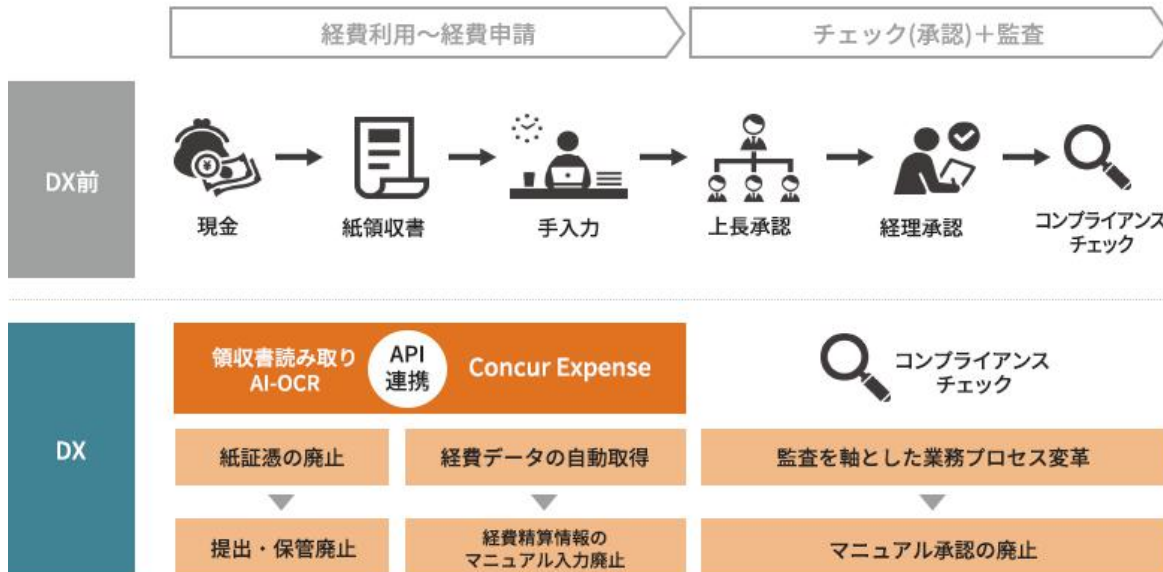 経費利用～経費申請
チェック(承認)＋監査
DX前
現金
紙領収書
手入力
上長承認
経理承認
コンプライアンス
チェック
DX
領収書読み取り
AI-OCR
API
連携
Concur Expense
コンプライアンス
チェック
紙証憑の廃止
経費データの自動取得
監査を軸とした業務プロセス変革
提出・保管廃止
経費精算情報の
マニュアル入力廃止
マニュアル承認の廃止